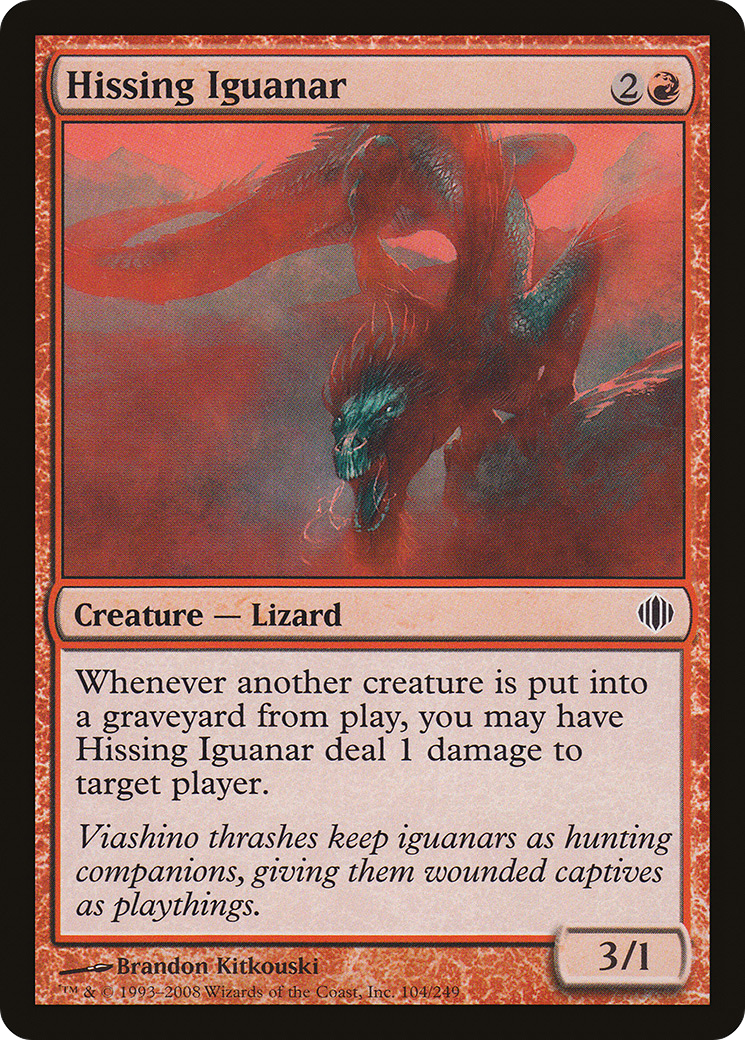 Hissing Iguanar 2
Creature — Lizard
Whenever another creature is put into
a graveyard from play, you may have
Hissing Iguanar deal 1 damage to
target player.
Viashino thrashes keep iguanars as hunting
companions, giving them wounded captives
as playthings.
3/1
Brandon Kitkouski
™ & © 1993–2008 Wizards of the Coast, Inc. 104/249